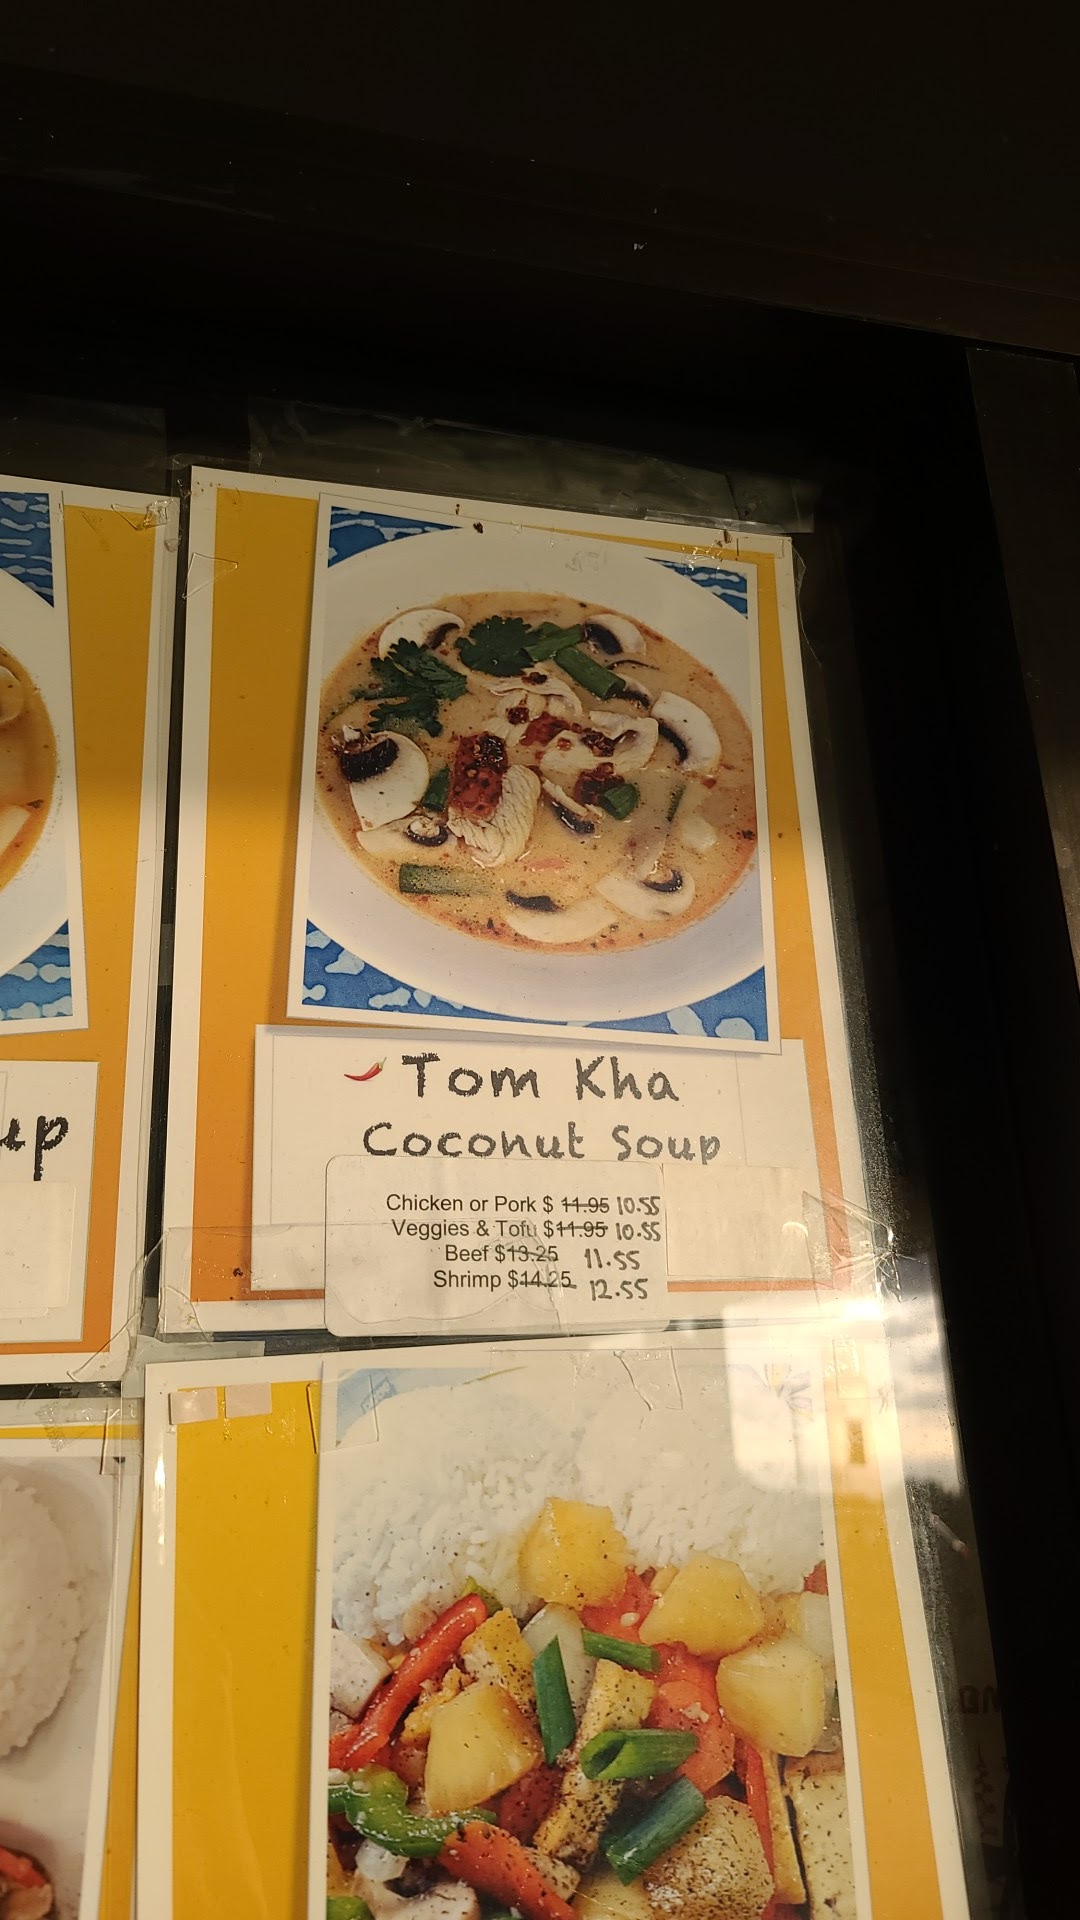 up
Tom Kha
Coconut Soup
Chicken or Pork $ 11.95 10.55
Veggies & Tofu $11.95 10.55
Beef $13.25 11.55
Shrimp $14.25 12.55